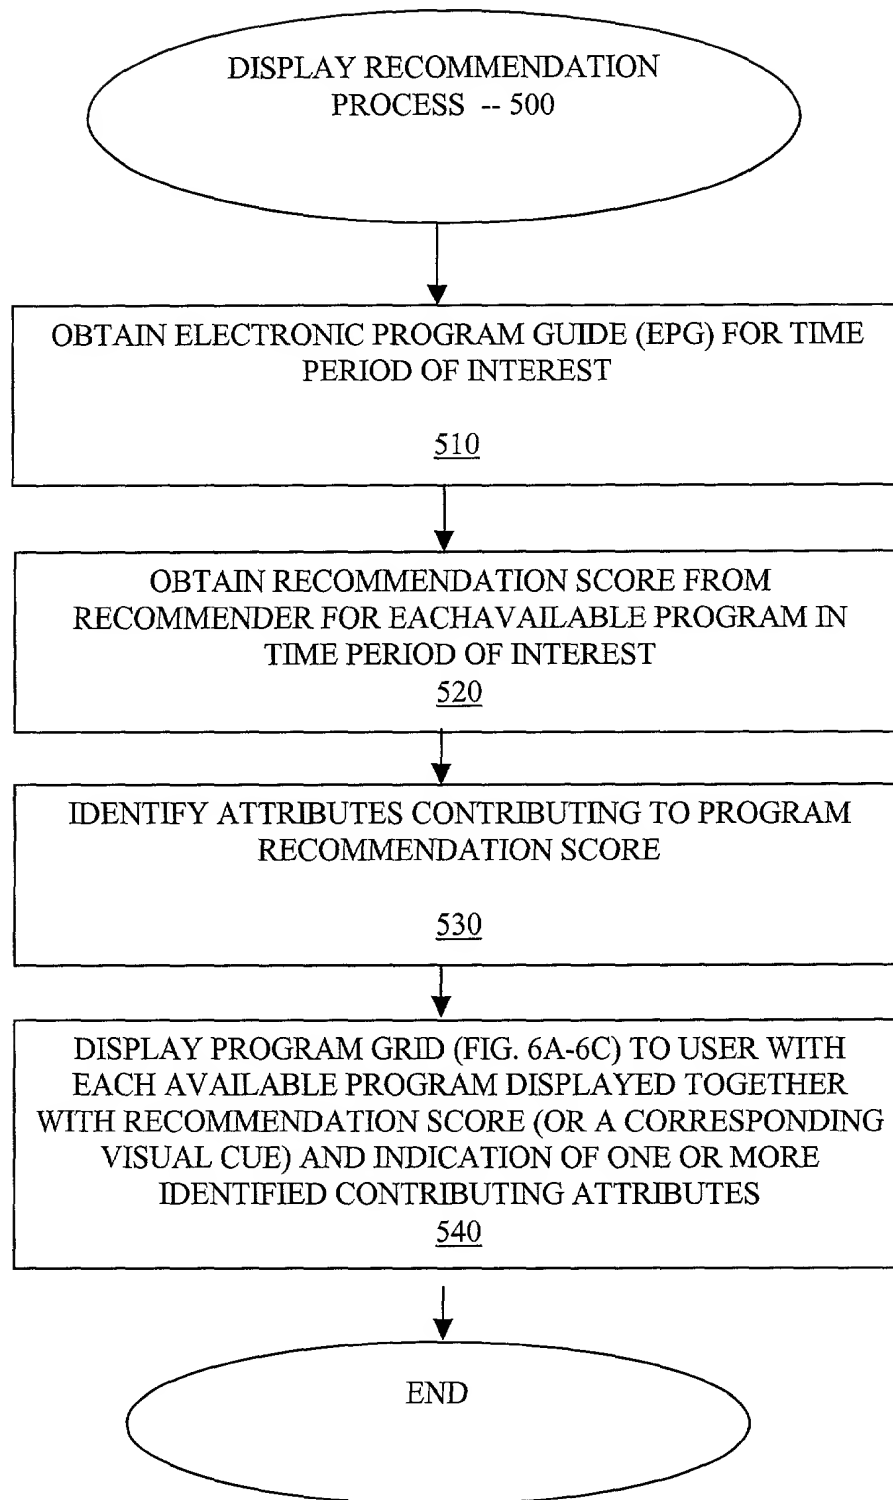 DISPLAY RECOMMENDATION
PROCESS -- 500
OBTAIN ELECTRONIC PROGRAM GUIDE (EPG) FOR TIME
PERIOD OF INTEREST
510
OBTAIN RECOMMENDATION SCORE FROM
RECOMMENDER FOR EACHAVAILABLE PROGRAM IN
TIME PERIOD OF INTEREST
520
IDENTIFY ATTRIBUTES CONTRIBUTING TO PROGRAM
RECOMMENDATION SCORE
530
DISPLAY PROGRAM GRID (FIG. 6A-6C) TO USER WITH
EACH AVAILABLE PROGRAM DISPLAYED TOGETHER
WITH RECOMMENDATION SCORE (OR A CORRESPONDING
VISUAL CUE) AND INDICATION OF ONE OR MORE
IDENTIFIED CONTRIBUTING ATTRIBUTES
540
END